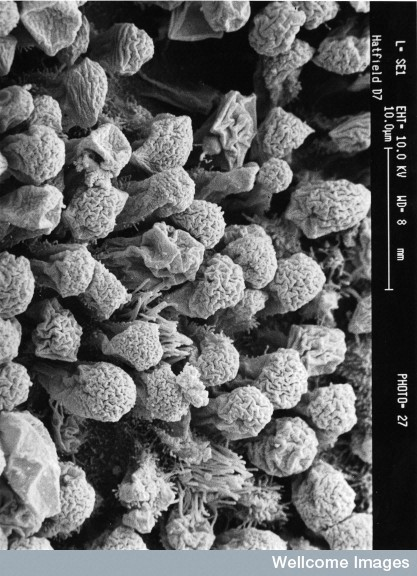 L= SE1 EHT= 10.0 KV WD= 8 mm PHOTO= 27
10.0µm
Hatfield D7
Wellcome Images